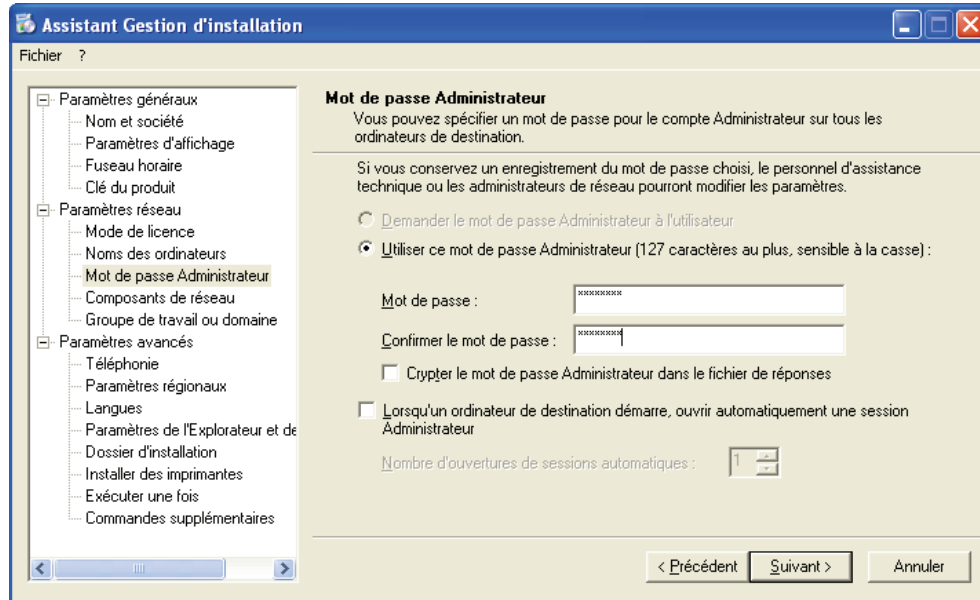 Assistant Gestion d'installation
Fichier ?
Paramètres généraux
Nom et société
Paramètres d'affichage
Fuseau horaire
Clé du produit
Paramètres réseau
Mode de licence
Noms des ordinateurs
Mot de passe Administrateur
Composants de réseau
Groupe de travail ou domaine
Paramètres avancés
Téléphonie
Paramètres régionaux
Langues
Paramètres de l'Explorateur et de
Dossier d'installation
Installer des imprimantes
Exécuter une fois
Commandes supplémentaires
Mot de passe Administrateur
Vous pouvez spécifier un mot de passe pour le compte Administrateur sur tous les
ordinateurs de destination.
Si vous conservez un enregistrement du mot de passe choisi, le personnel d'assistance
technique ou les administrateurs de réseau pourront modifier les paramètres.
Demander le mot de passe Administrateur à l'utilisateur
Utiliser ce mot de passe Administrateur (127 caractères au plus, sensible à la casse) :
Mot de passe : ********
Confirmer le mot de passe : ********
Crypter le mot de passe Administrateur dans le fichier de réponses
Lorsqu'un ordinateur de destination démarre, ouvrir automatiquement une session
Administrateur
Nombre d'ouvertures de sessions automatiques : 1
< Précédent Suivant > Annuler